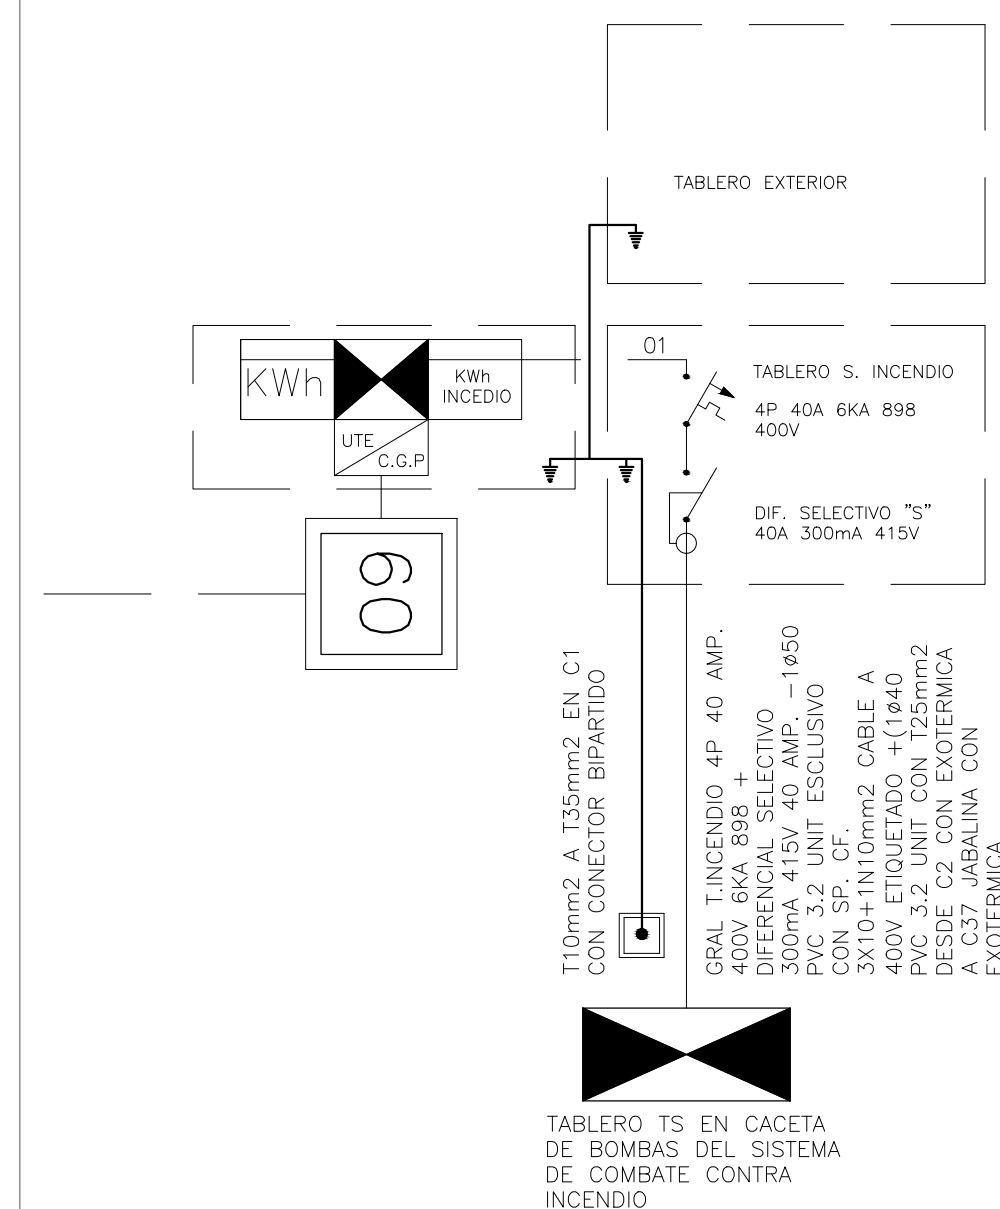 TABLERO EXTERIOR
KWh
KWh
INCEDIO
UTE
C.G.P
01
TABLERO S. INCENDIO
4P 40A 6KA 898
400V
DIF. SELECTIVO "S"
40A 300mA 415V
09
T10mm2 A T35mm2 EN C1
CON CONECTOR BIPARTIDO
GRAL T.INCENDIO 4P 40 AMP.
400V 6KA 898 +
DIFERENCIAL SELECTIVO
300mA 415V 40 AMP. -1ø50
PVC 3.2 UNIT ESCLUSIVO
CON SP. CF.
3X10+1N10mm2 CABLE A
400V ETIQUETADO +(1ø40
PVC 3.2 UNIT CON T25mm2
DESDE C2 CON EXOTERMICA
A C37 JABALINA CON
EXOTERMICA
TABLERO TS EN CACETA
DE BOMBAS DEL SISTEMA
DE COMBATE CONTRA
INCENDIO